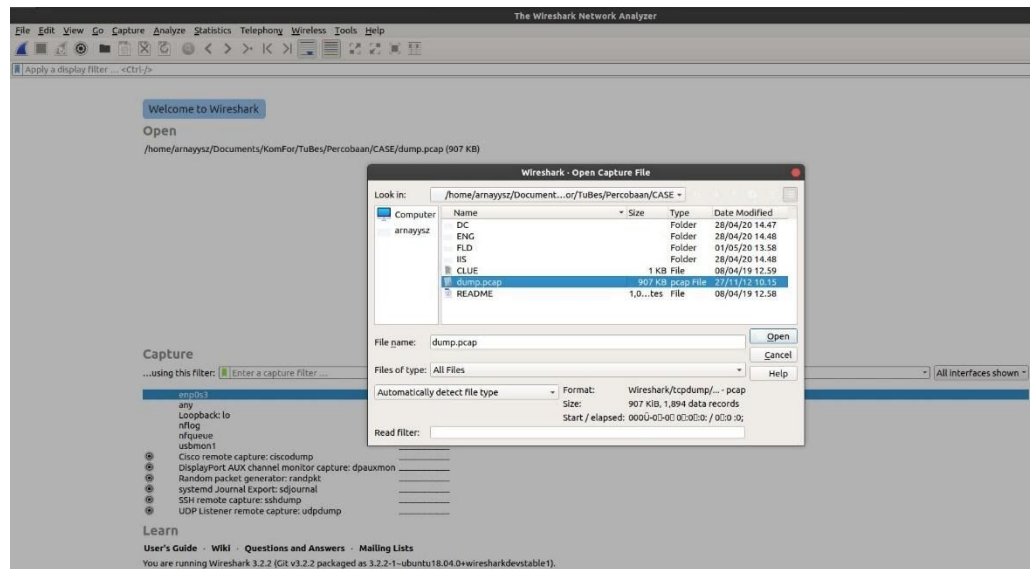 The Wireshark Network Analyzer
File Edit View Go Capture Analyze Statistics Telephony Wireless Tools Help
Apply a display filter ... <Ctrl-/>
Welcome to Wireshark
Open
/home/arnayysz/Documents/KomFor/TuBes/Percobaan/CASE/dump.pcap (907 KB)
Wireshark · Open Capture File
Look in: /home/arnayysz/Document...or/TuBes/Percobaan/CASE
Computer
arnayysz
Name Size Type Date Modified
DC Folder 28/04/20 14.47
ENG Folder 28/04/20 14.48
FLD Folder 01/05/20 13.58
IIS Folder 28/04/20 14.48
CLUE 1 KB File 08/04/19 12.59
dump.pcap 907 KB pcap File 27/11/12 10.15
README 1,0...tes File 08/04/19 12.58
File name: dump.pcap Open
Cancel
Files of type: All Files Help
Automatically detect file type
Format: Wireshark/tcpdump/... - pcap
Size: 907 KiB, 1,894 data records
Start / elapsed:
Read filter:
Capture
...using this filter: Enter a capture filter ... All interfaces shown
enp0s3
any
Loopback: lo
nflog
nfqueue
usbmon1
Cisco remote capture: ciscodump
DisplayPort AUX channel monitor capture: dpauxmon
Random packet generator: randpkt
systemd Journal Export: sdjournal
SSH remote capture: sshdump
UDP Listener remote capture: udpdump
Learn
User's Guide · Wiki · Questions and Answers · Mailing Lists
You are running Wireshark 3.2.2 (Git v3.2.2 packaged as 3.2.2-1~ubuntu18.04.0+wiresharkdevstable1).